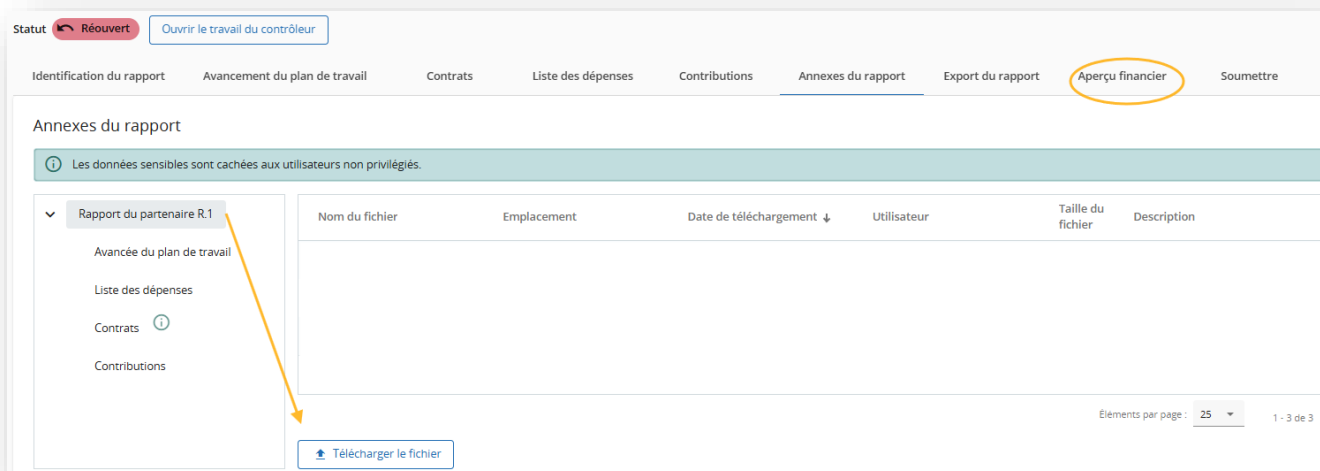 Statut Réouvert Ouvrir le travail du contrôleur
Identification du rapport Avancement du plan de travail Contrats Liste des dépenses Contributions Annexes du rapport Export du rapport Aperçu financier Soumettre
Annexes du rapport
Les données sensibles sont cachées aux utilisateurs non privilégiés.
Rapport du partenaire R.1
Avancée du plan de travail
Liste des dépenses
Contrats
Contributions
Nom du fichier Emplacement Date de téléchargement Utilisateur Taille du fichier Description
Éléments par page : 25 1 - 3 de 3
Télécharger le fichier